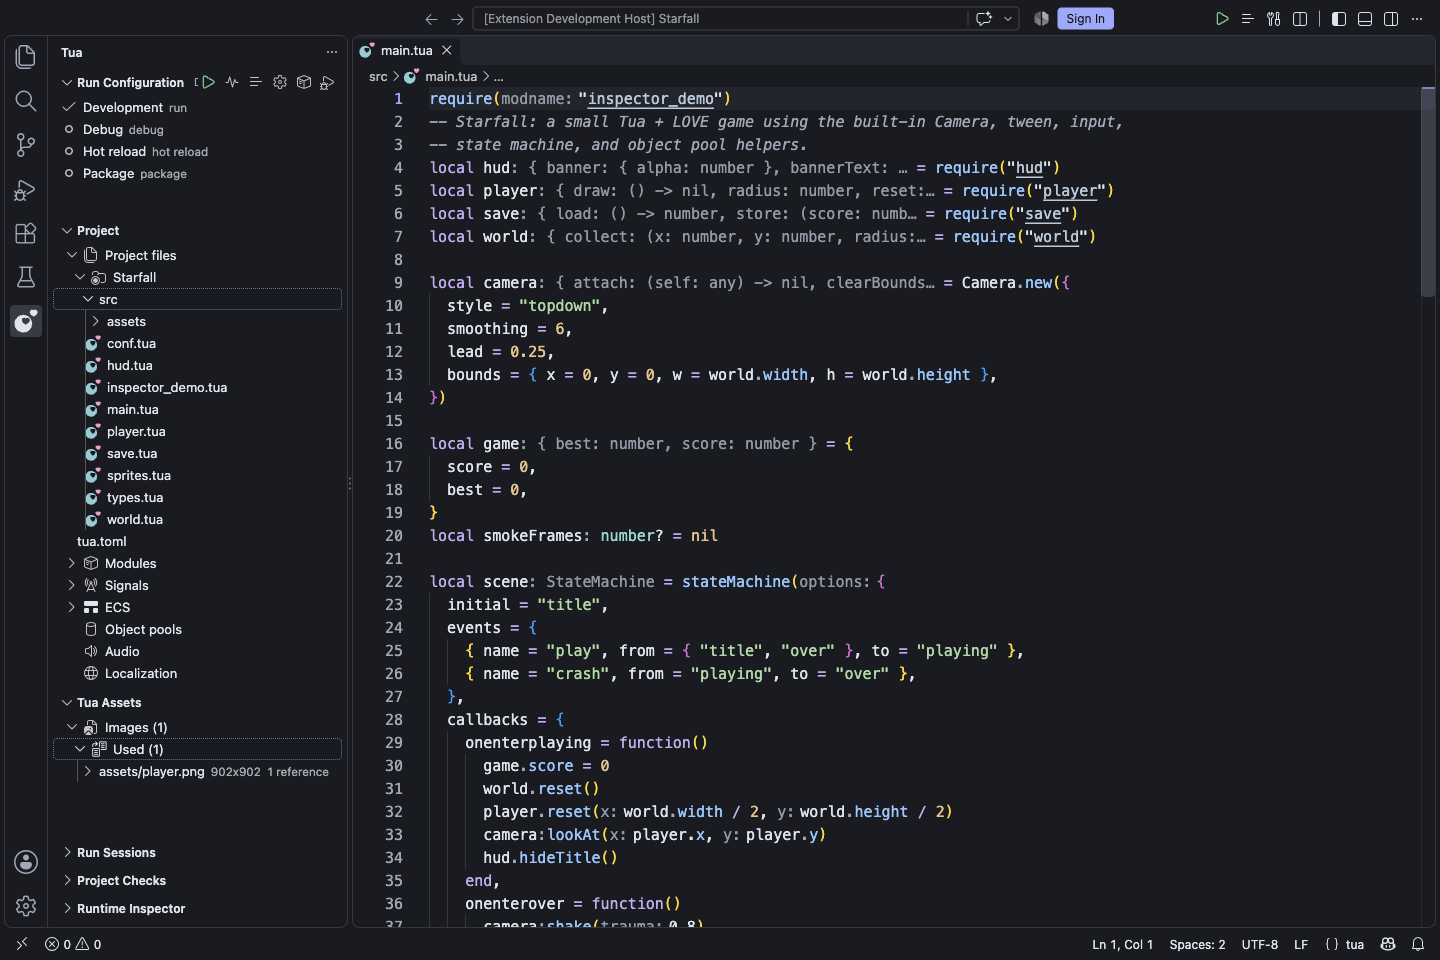 [Extension Development Host] Starfall
Sign In
Tua
Run Configuration
Development run
Debug debug
Hot reload hot reload
Package package
Project
Project files
Starfall
src
assets
conf.tua
hud.tua
inspector_demo.tua
main.tua
player.tua
save.tua
sprites.tua
types.tua
world.tua
tua.toml
Modules
Signals
ECS
Object pools
Audio
Localization
Tua Assets
Images (1)
Used (1)
assets/player.png 902x902 1 reference
Run Sessions
Project Checks
Runtime Inspector
main.tua
src > main.tua > ...
1 require(modname: "inspector_demo")
2 -- Starfall: a small Tua + LOVE game using the built-in Camera, tween, input,
3 -- state machine, and object pool helpers.
4 local hud: { banner: { alpha: number }, bannerText: … = require("hud")
5 local player: { draw: () -> nil, radius: number, reset:… = require("player")
6 local save: { load: () -> number, store: (score: numb… = require("save")
7 local world: { collect: (x: number, y: number, radius:… = require("world")
8
9 local camera: { attach: (self: any) -> nil, clearBounds… = Camera.new({
10 style = "topdown",
11 smoothing = 6,
12 lead = 0.25,
13 bounds = { x = 0, y = 0, w = world.width, h = world.height },
14 })
15
16 local game: { best: number, score: number } = {
17 score = 0,
18 best = 0,
19 }
20 local smokeFrames: number? = nil
21
22 local scene: StateMachine = stateMachine(options: {
23 initial = "title",
24 events = {
25 { name = "play", from = { "title", "over" }, to = "playing" },
26 { name = "crash", from = "playing", to = "over" },
27 },
28 callbacks = {
29 onenterplaying = function()
30 game.score = 0
31 world.reset()
32 player.reset(x: world.width / 2, y: world.height / 2)
33 camera:lookAt(x: player.x, y: player.y)
34 hud.hideTitle()
35 end,
36 onenterover = function()
37 camera:shake(trauma: 0.8)
0 0
Ln 1, Col 1 Spaces: 2 UTF-8 LF { } tua